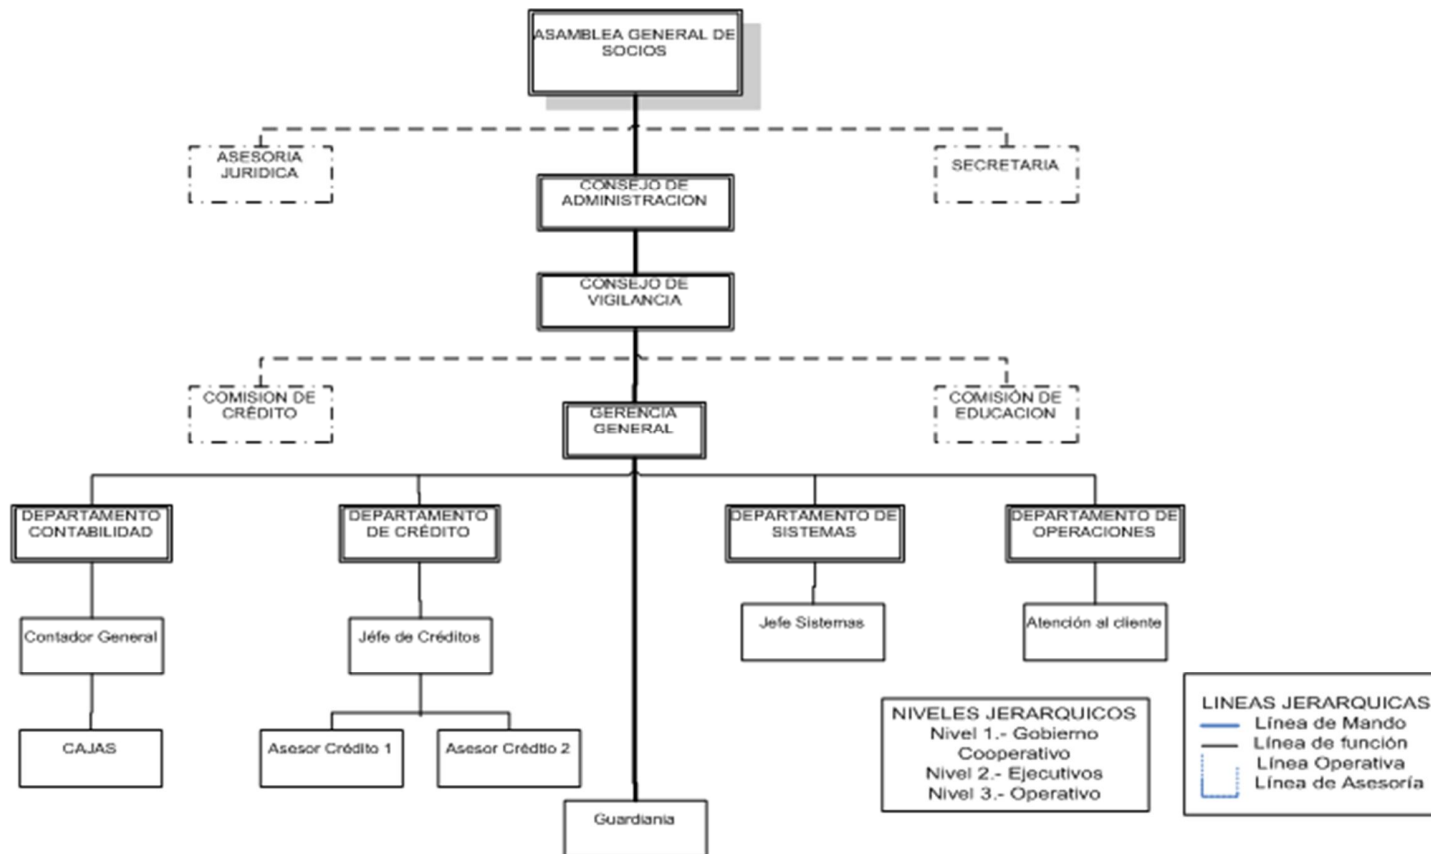 ASAMBLEA GENERAL DE
SOCIOS
ASESORIA
JURIDICA
SECRETARIA
CONSEJO DE
ADMINISTRACION
CONSEJO DE
VIGILANCIA
COMISION DE
CRÉDITO
COMISIÓN DE
EDUCACION
GERENCIA
GENERAL
DEPARTAMENTO
CONTABILIDAD
DEPARTAMENTO
DE CRÉDITO
DEPARTAMENTO DE
SISTEMAS
DEPARTAMENTO DE
OPERACIONES
Contador General
Jéfe de Créditos
Jefe Sistemas
Atención al cliente
CAJAS
Asesor Crédito 1
Asesor Crédtio 2
Guardiania
NIVELES JERARQUICOS
Nivel 1.- Gobierno
Cooperativo
Nivel 2.- Ejecutivos
Nivel 3.- Operativo
LINEAS JERARQUICAS
Línea de Mando
Línea de función
Línea Operativa
Línea de Asesoría